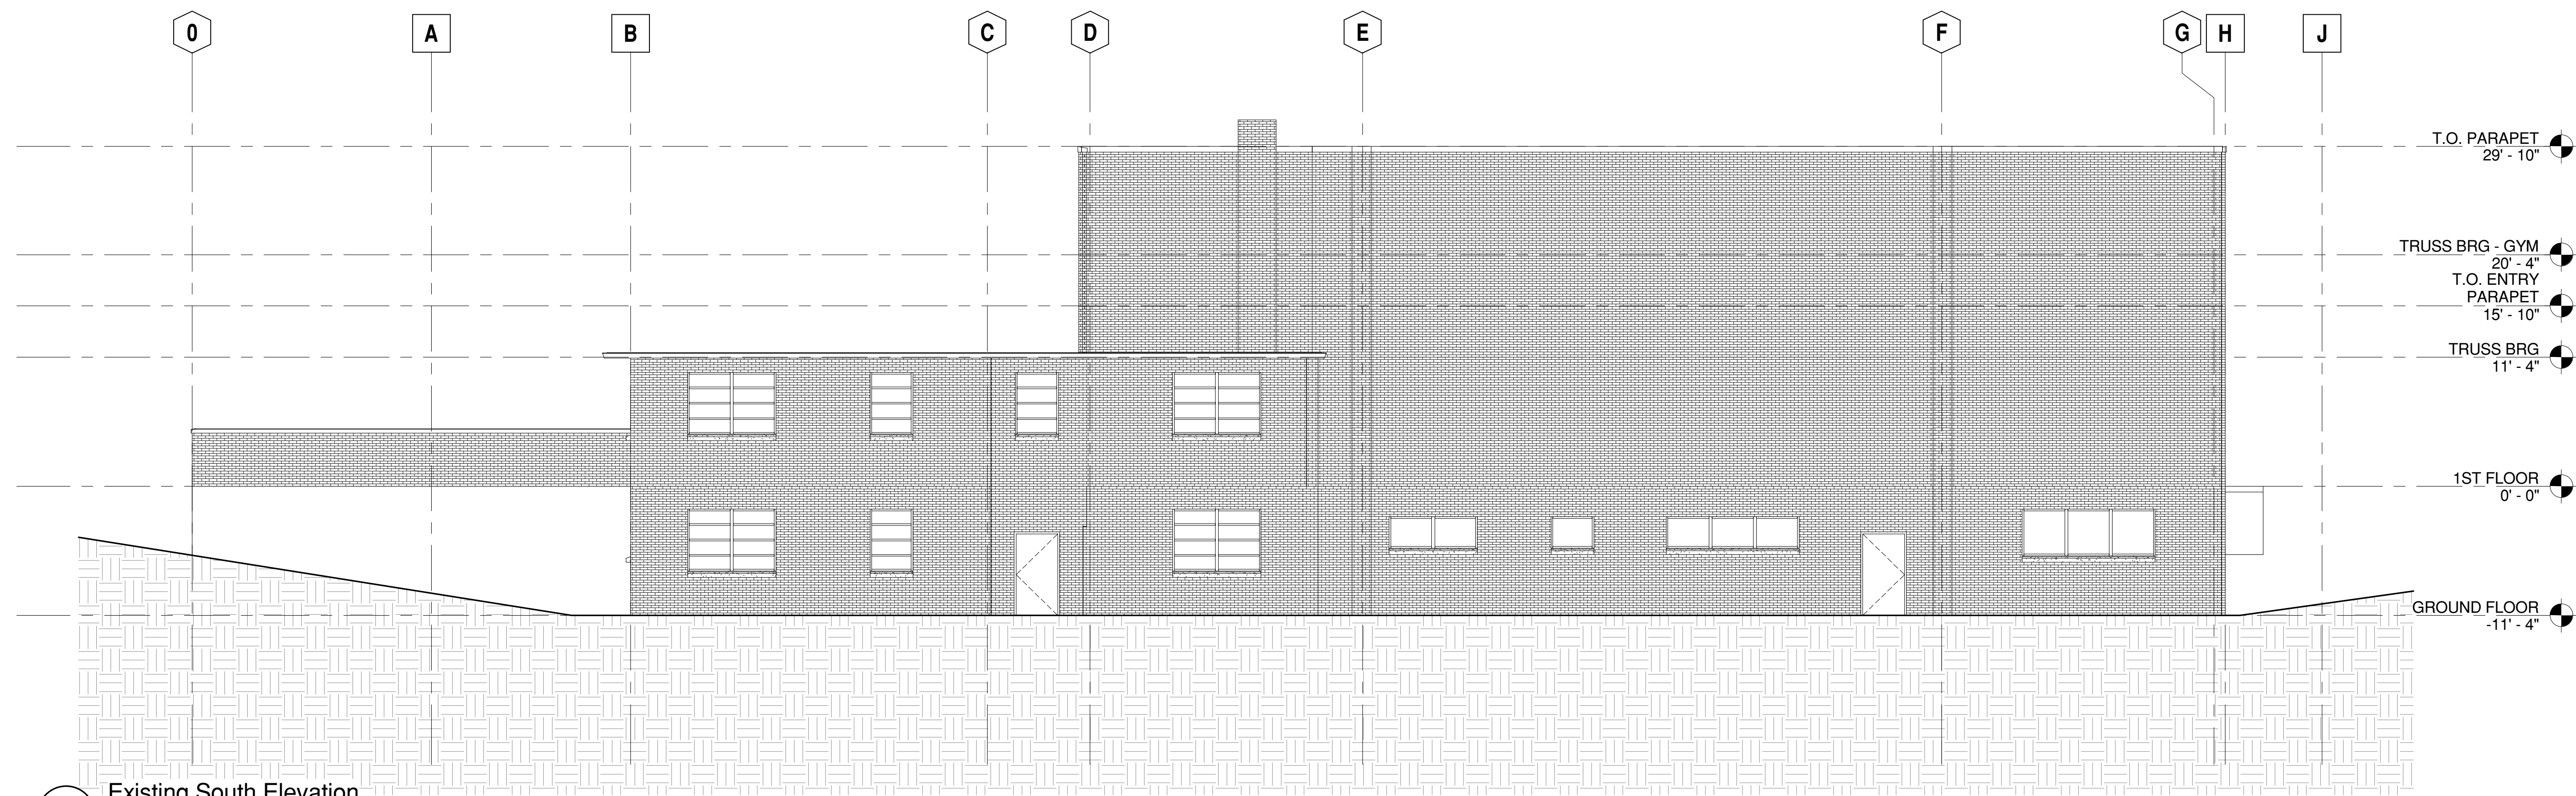 0 A B C D E F G H J
T.O. PARAPET
29' - 10"
TRUSS BRG - GYM
20' - 4"
T.O. ENTRY
PARAPET
15' - 10"
TRUSS BRG
11' - 4"
1ST FLOOR
0' - 0"
GROUND FLOOR
-11' - 4"
Existing South Elevation